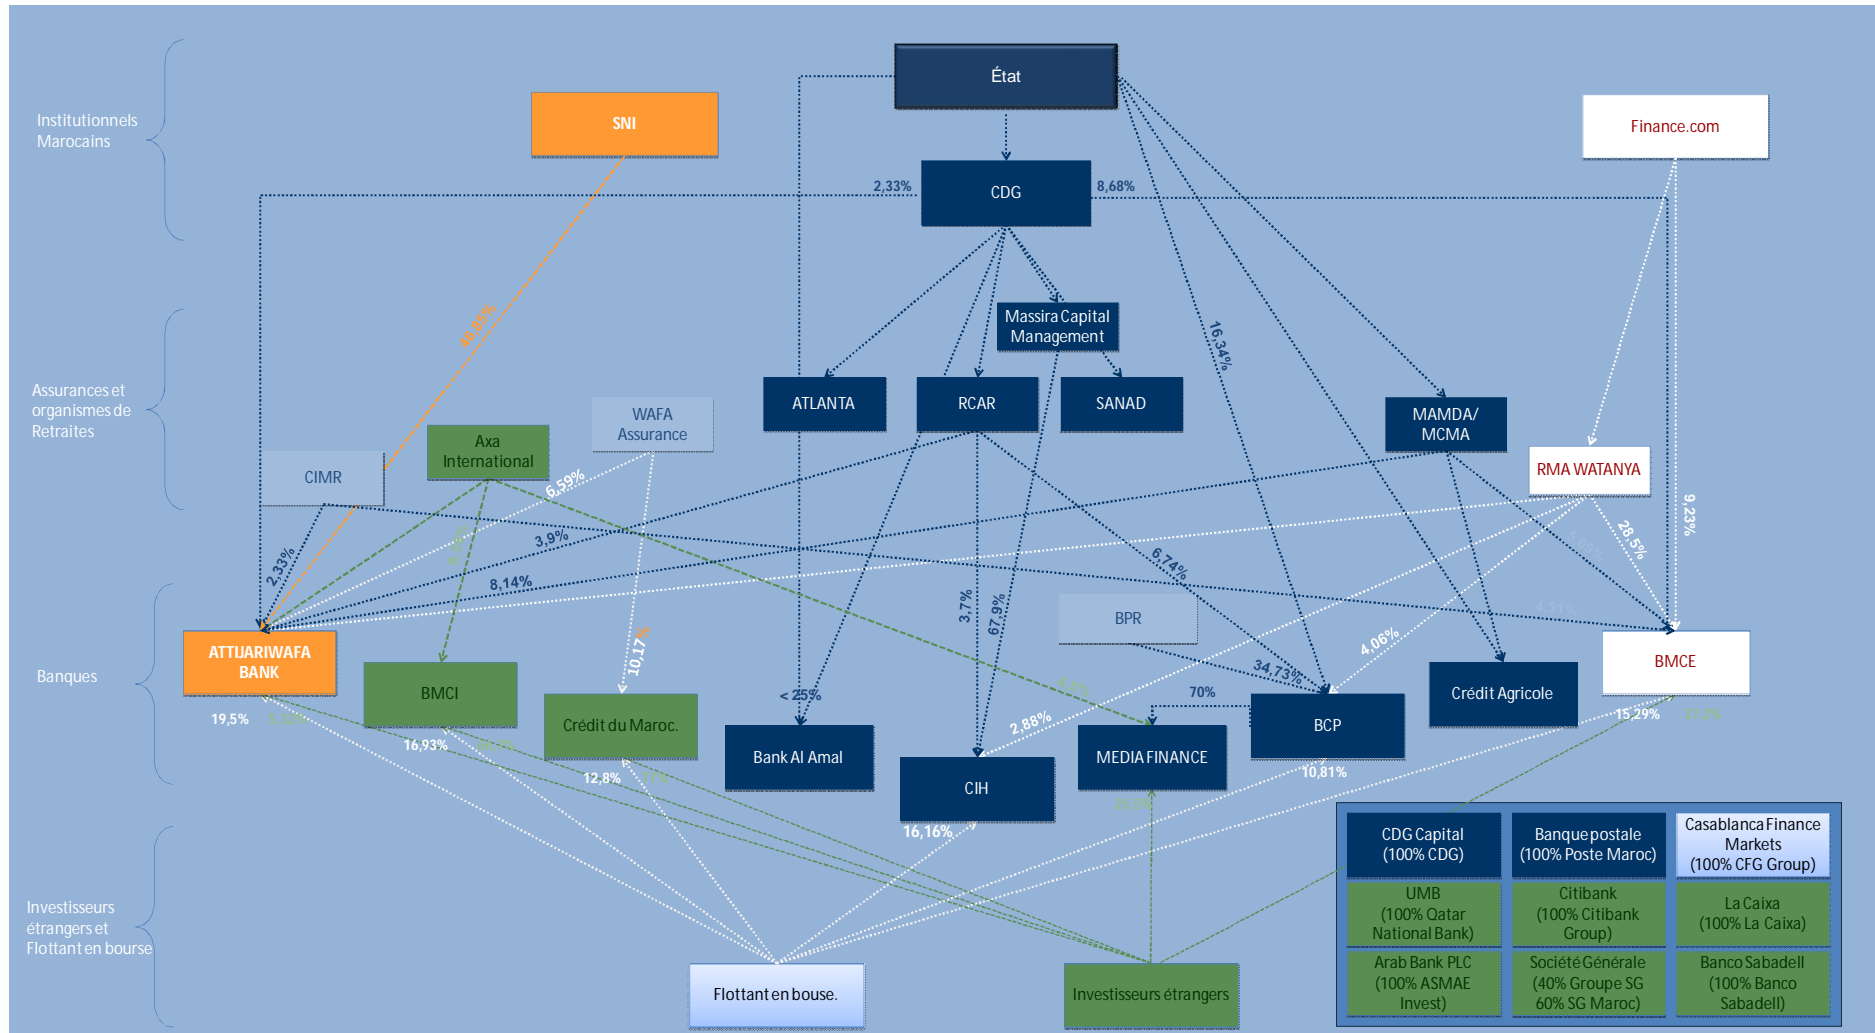 État
Institutionnels
Marocains
SNI
Finance.com
CDG
2,33%
8,68%
Massira Capital
Management
16,34%
46,85%
Assurances et
organismes de
Retraites
ATLANTA
RCAR
SANAD
WAFA
Assurance
MAMDA/
MCMA
Axa
International
CIMR
RMA WATANYA
6,59%
9,23%
28,5%
3,9%
2,33%
8,14%
6,74%
3,7%
67,9%
4,31%
BPR
4,06%
10,17%
34,73%
ATTIJARIWAFA
BANK
BMCI
Banques
Crédit du Maroc.
< 25%
70%
Bank Al Amal
2,88%
MEDIA FINANCE
BCP
Crédit Agricole
BMCE
19,5%
16,93%
12,8%
CIH
16,16%
10,81%
15,29%
Investisseurs
étrangers et
Flottant en bourse
Flottant en bouse.
Investisseurs étrangers
CDG Capital
(100% CDG)
Banque postale
(100% Poste Maroc)
Casablanca Finance
Markets
(100% CFG Group)
UMB
(100% Qatar
National Bank)
Citibank
(100% Citibank
Group)
La Caixa
(100% La Caixa)
Arab Bank PLC
(100% ASMAE
Invest)
Société Générale
(40% Groupe SG
60% SG Maroc)
Banco Sabadell
(100% Banco
Sabadell)